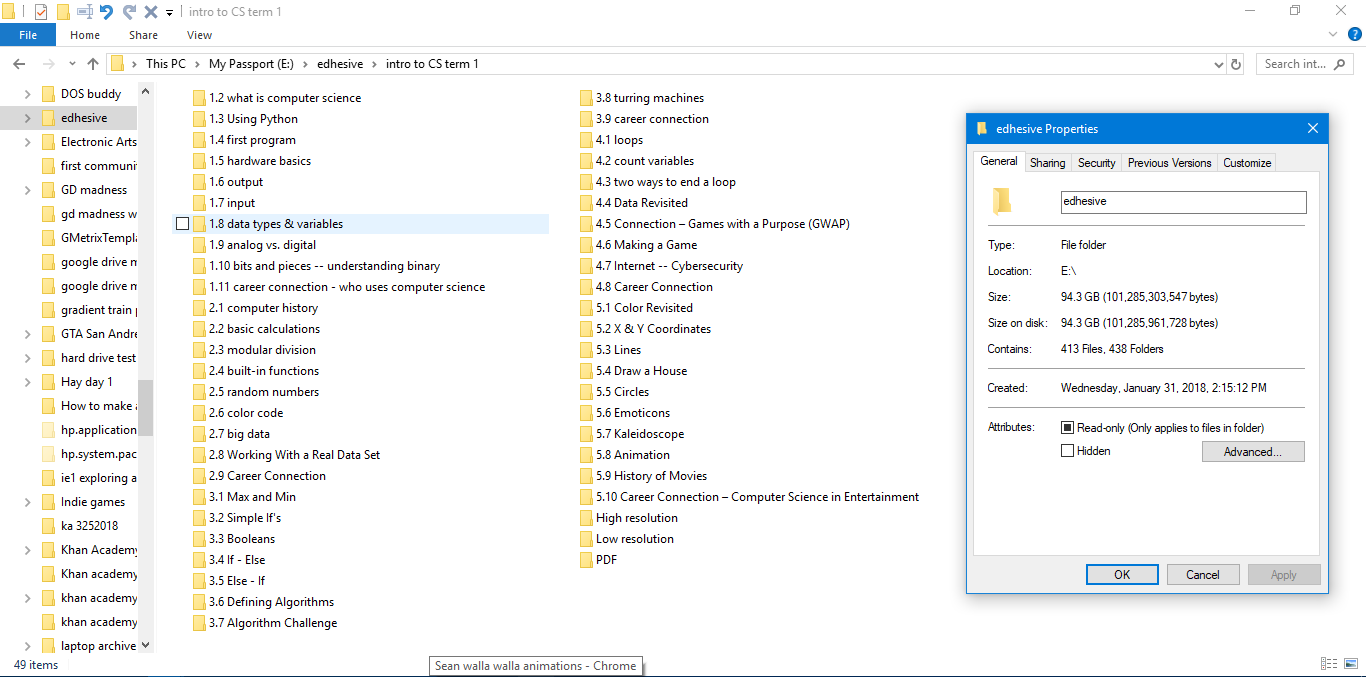 intro to CS term 1
File Home Share View
This PC My Passport (E:) edhesive intro to CS term 1
Search int...
DOS buddy
edhesive
Electronic Arts
first communi
GD madness
gd madness w
GMetrixTempla
google drive m
google drive m
gradient train p
GTA San Andre
hard drive test
Hay day 1
How to make a
hp.application
hp.system.pac
ie1 exploring a
Indie games
ka 3252018
Khan Academy
Khan academy
khan academy
khan academy
laptop archive
1.2 what is computer science
1.3 Using Python
1.4 first program
1.5 hardware basics
1.6 output
1.7 input
1.8 data types & variables
1.9 analog vs. digital
1.10 bits and pieces -- understanding binary
1.11 career connection - who uses computer science
2.1 computer history
2.2 basic calculations
2.3 modular division
2.4 built-in functions
2.5 random numbers
2.6 color code
2.7 big data
2.8 Working With a Real Data Set
2.9 Career Connection
3.1 Max and Min
3.2 Simple If's
3.3 Booleans
3.4 If - Else
3.5 Else - If
3.6 Defining Algorithms
3.7 Algorithm Challenge
3.8 turring machines
3.9 career connection
4.1 loops
4.2 count variables
4.3 two ways to end a loop
4.4 Data Revisited
4.5 Connection – Games with a Purpose (GWAP)
4.6 Making a Game
4.7 Internet -- Cybersecurity
4.8 Career Connection
5.1 Color Revisited
5.2 X & Y Coordinates
5.3 Lines
5.4 Draw a House
5.5 Circles
5.6 Emoticons
5.7 Kaleidoscope
5.8 Animation
5.9 History of Movies
5.10 Career Connection – Computer Science in Entertainment
High resolution
Low resolution
PDF
edhesive Properties
General Sharing Security Previous Versions Customize
edhesive
Type: File folder
Location: E:\
Size: 94.3 GB (101,285,303,547 bytes)
Size on disk: 94.3 GB (101,285,961,728 bytes)
Contains: 413 Files, 438 Folders
Created: Wednesday, January 31, 2018, 2:15:12 PM
Attributes: Read-only (Only applies to files in folder)
Hidden Advanced...
OK Cancel Apply
49 items
Sean walla walla animations - Chrome